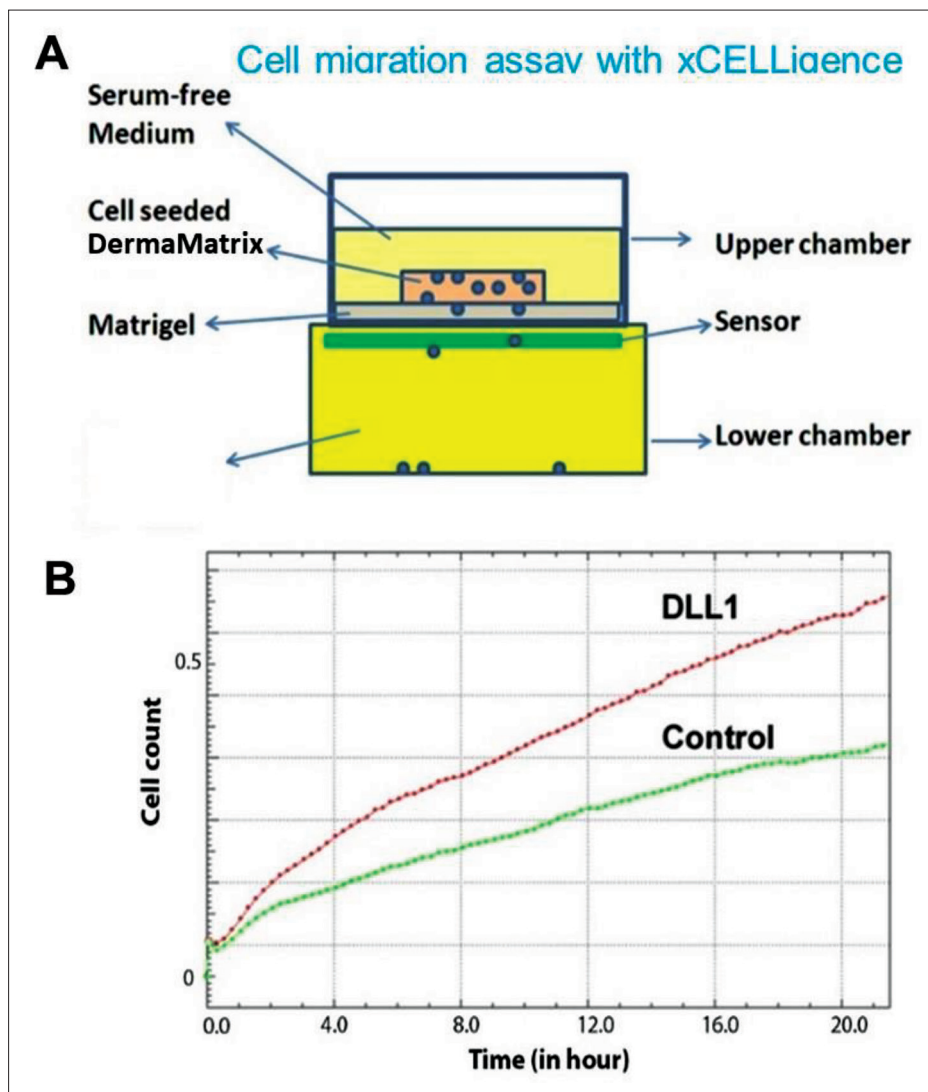 A
Cell migration assay with xCELLigence
Serum-free
Medium
Cell seeded
DermaMatrix
Matrigel
Upper chamber
Sensor
Lower chamber
B
DLL1
Control
Cell count
0.5
0
0.0 4.0 8.0 12.0 16.0 20.0
Time (in hour)